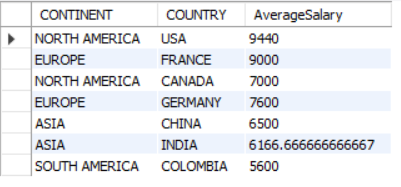 CONTINENT COUNTRY AverageSalary
NORTH AMERICA USA 9440
EUROPE FRANCE 9000
NORTH AMERICA CANADA 7000
EUROPE GERMANY 7600
ASIA CHINA 6500
ASIA INDIA 6166.666666666667
SOUTH AMERICA COLOMBIA 5600